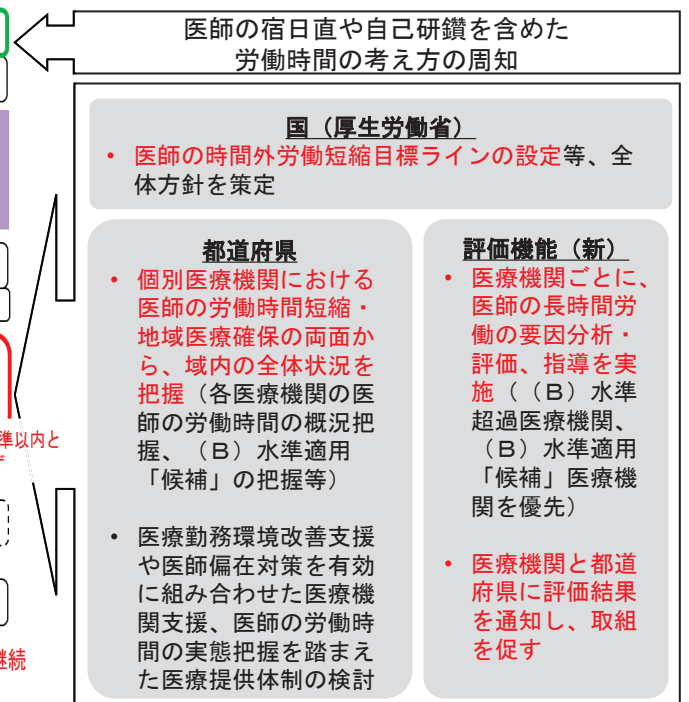 医師の宿日直や自己研鑽を含めた
労働時間の考え方の周知
国（厚生労働省）
• 医師の時間外労働短縮目標ラインの設定等、全
体方針を策定
都道府県
• 個別医療機関における
医師の労働時間短縮・
地域医療確保の両面か
ら、域内の全体状況を
把握（各医療機関の医
師の労働時間の概況把
握、（Ｂ）水準適用
「候補」の把握等）
• 医療勤務環境改善支援
や医師偏在対策を有効
に組み合わせた医療機
関支援、医師の労働時
間の実態把握を踏まえ
た医療提供体制の検討
評価機能（新）
• 医療機関ごとに、
医師の長時間労
働の要因分析・
評価、指導を実
施（（Ｂ）水準
超過医療機関、
（Ｂ）水準適用
「候補」医療機
関を優先）
• 医療機関と都道
府県に評価結果
を通知し、取組
を促す
準以内と
継続